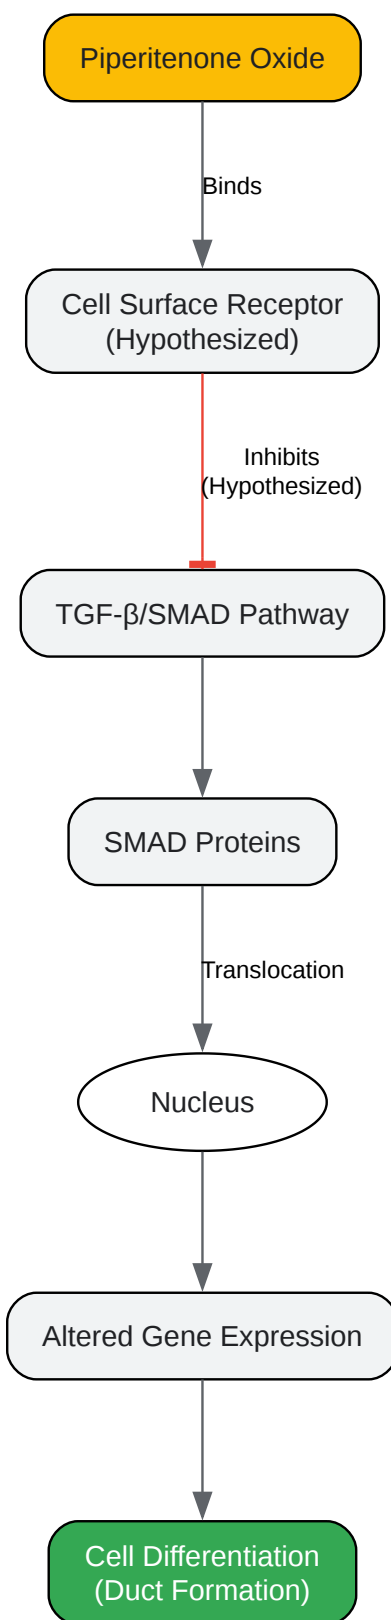 Piperitenone Oxide
Binds
Cell Surface Receptor
(Hypothesized)
Inhibits
(Hypothesized)
TGF-β/SMAD Pathway
SMAD Proteins
Translocation
Nucleus
Altered Gene Expression
Cell Differentiation
(Duct Formation)